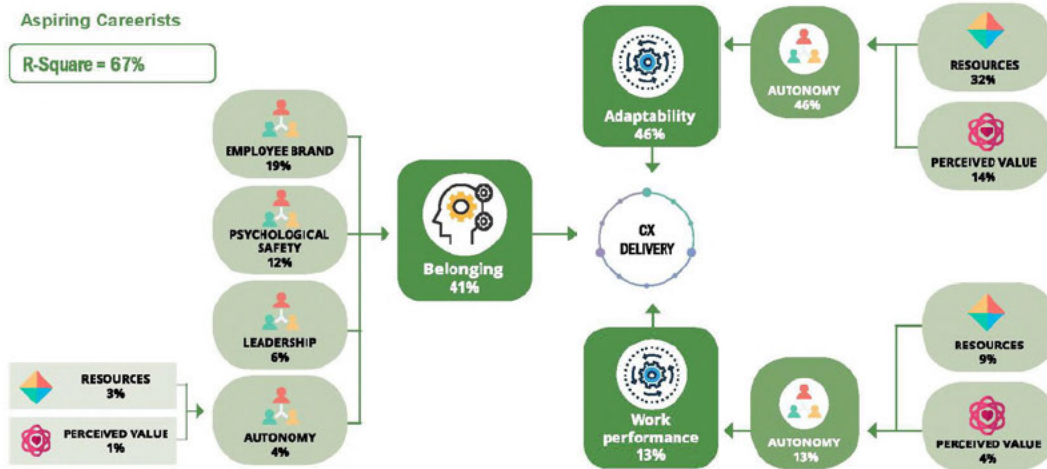 Aspiring Careerists
R-Square = 67%
EMPLOYEE BRAND
19%
PSYCHOLOGICAL
SAFETY
12%
LEADERSHIP
6%
RESOURCES
3%
PERCEIVED VALUE
1%
AUTONOMY
4%
Belonging
41%
Adaptability
46%
AUTONOMY
46%
RESOURCES
32%
PERCEIVED VALUE
14%
CX
DELIVERY
Work
performance
13%
AUTONOMY
13%
RESOURCES
9%
PERCEIVED VALUE
4%